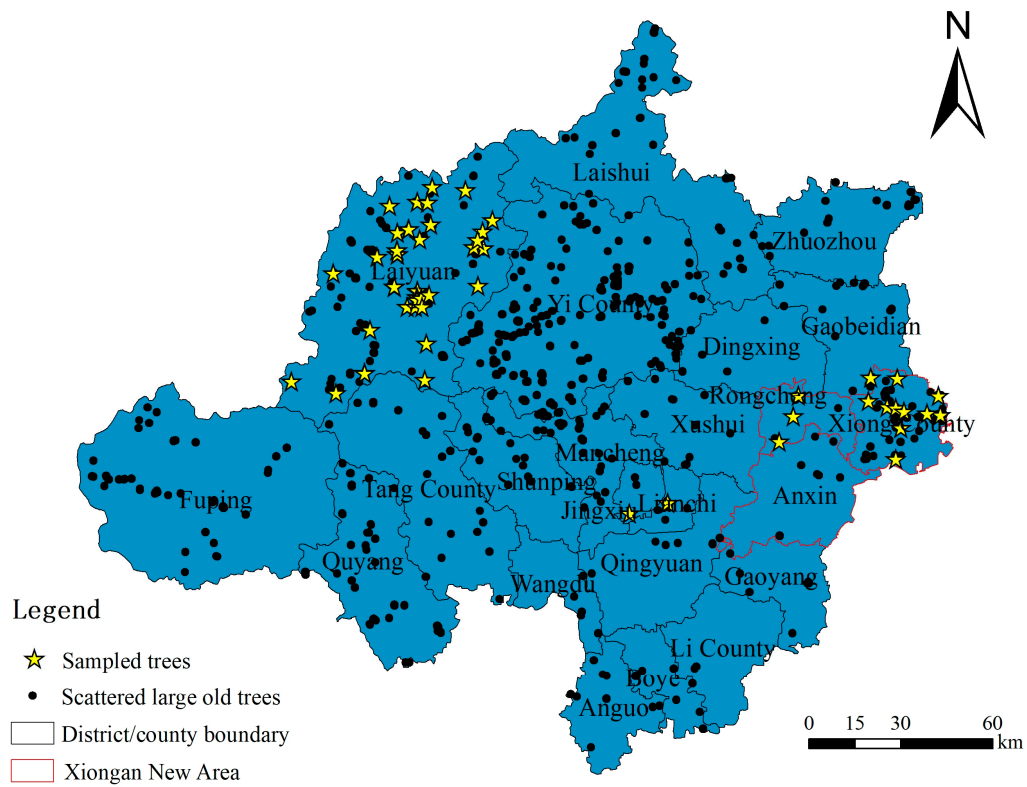 N
Laishui
Zhuozhou
Laiyuan
Yi County
Gaobeidian
Dingxing
Rongcheng
Xushui
Xiong County
Mancheng
Shunping
Tang County
Fuping
Jingxiu
Lianchi
Anxin
Quyang
Wangdu
Qingyuan
Gaoyang
Li County
Boye
Anguo
Legend
Sampled trees
Scattered large old trees
District/county boundary
Xiongan New Area
0 15 30 60
km